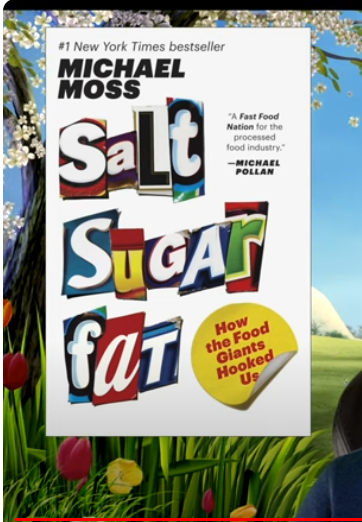 #1 New York Times bestseller
MICHAEL
MOSS
Salt
"A Fast Food
Nation for the
processed
food industry."
—MICHAEL
POLLAN
SUGAr
faT
How
the Food
Giants
Hooked
Us